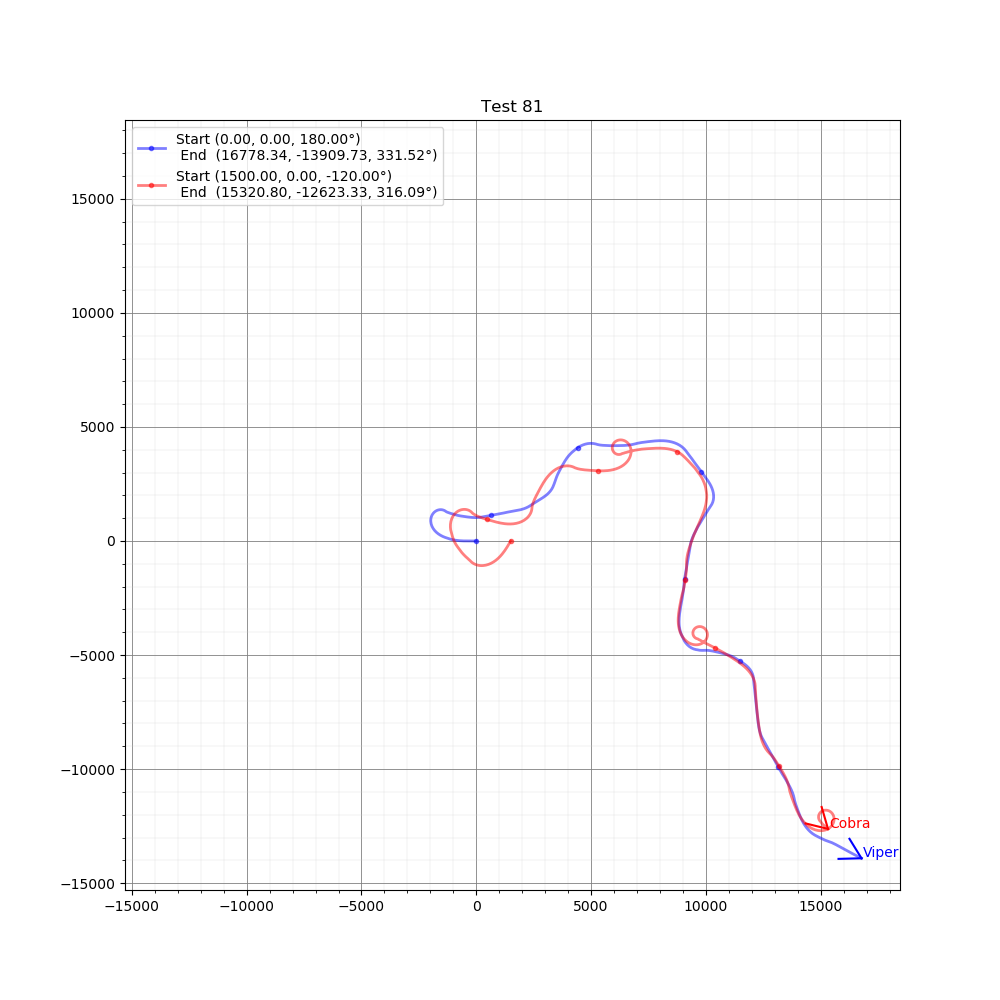 Test 81
Start (0.00, 0.00, 180.00°)
End (16778.34, -13909.73, 331.52°)
Start (1500.00, 0.00, -120.00°)
End (15320.80, -12623.33, 316.09°)
15000
10000
5000
0
−5000
−10000
−15000
Cobra
Viper
−15000 −10000 −5000 0 5000 10000 15000